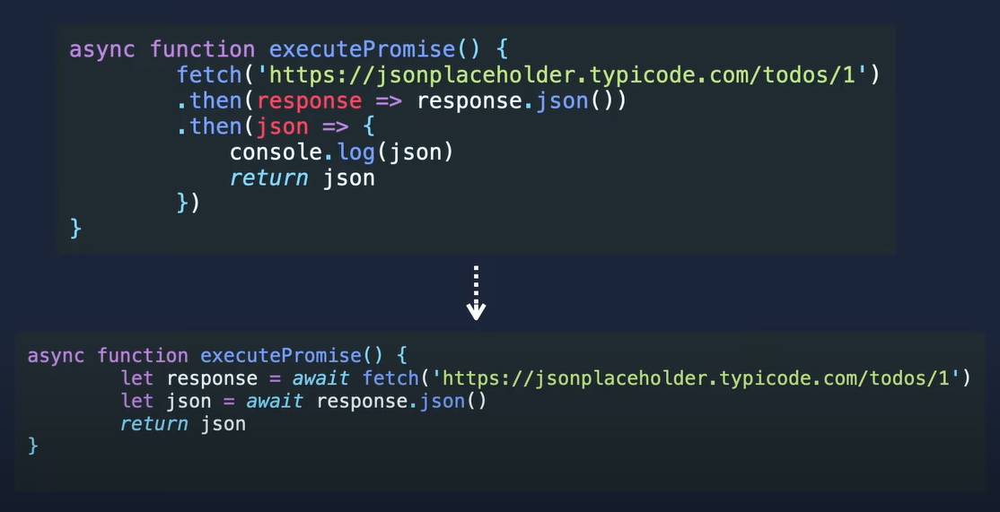 async function executePromise() {
fetch('https://jsonplaceholder.typicode.com/todos/1')
.then(response => response.json())
.then(json => {
console.log(json)
return json
})
}
async function executePromise() {
let response = await fetch('https://jsonplaceholder.typicode.com/todos/1')
let json = await response.json()
return json
}